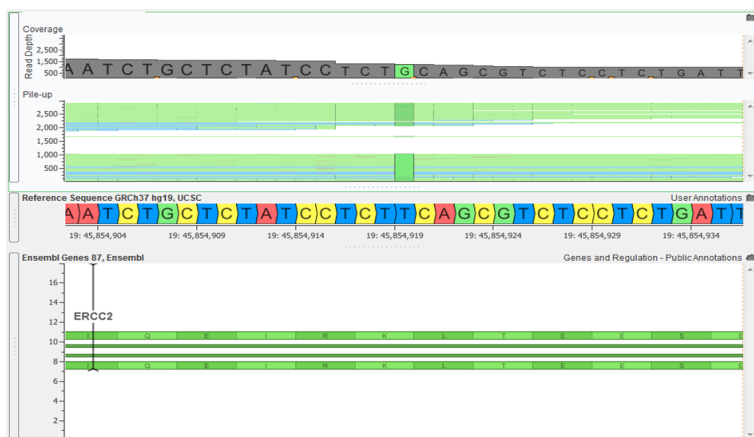 Coverage
Read Depth
2,500
1,500
500
A A T C T G C T C T A T C C T C T G C A G C G T C T C C T C T G A T T
Pile-up
2,500
2,000
1,500
1,000
500
Reference Sequence GRCh37 hg19, UCSC
User Annotations
A A T C T G C T C T A T C C T C T T C A G C G T C T C C T C T G A T T
19: 45,854,904 19: 45,854,909 19: 45,854,914 19: 45,854,919 19: 45,854,924 19: 45,854,929 19: 45,854,934
Ensembl Genes 87, Ensembl
Genes and Regulation - Public Annotations
16
14
ERCC2
12
I Q E I R K L T E E S E
10
8
I Q E I R K L T E E S E
6
4
2